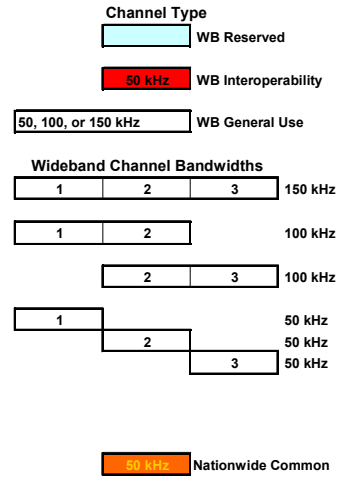 Channel Type
WB Reserved
50 kHz WB Interoperability
50, 100, or 150 kHz WB General Use
Wideband Channel Bandwidths
1 2 3 150 kHz
1 2 100 kHz
2 3 100 kHz
1 50 kHz
2 50 kHz
3 50 kHz
50 kHz Nationwide Common